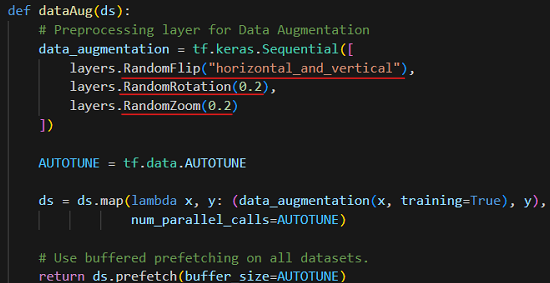 def dataAug(ds):
    # Preprocessing layer for Data Augmentation
    data_augmentation = tf.keras.Sequential([
        layers.RandomFlip("horizontal_and_vertical"),
        layers.RandomRotation(0.2),
        layers.RandomZoom(0.2)
    ])
    AUTOTUNE = tf.data.AUTOTUNE
    ds = ds.map(lambda x, y: (data_augmentation(x, training=True), y),
                num_parallel_calls=AUTOTUNE)
    # Use buffered prefetching on all datasets.
    return ds.prefetch(buffer_size=AUTOTUNE)